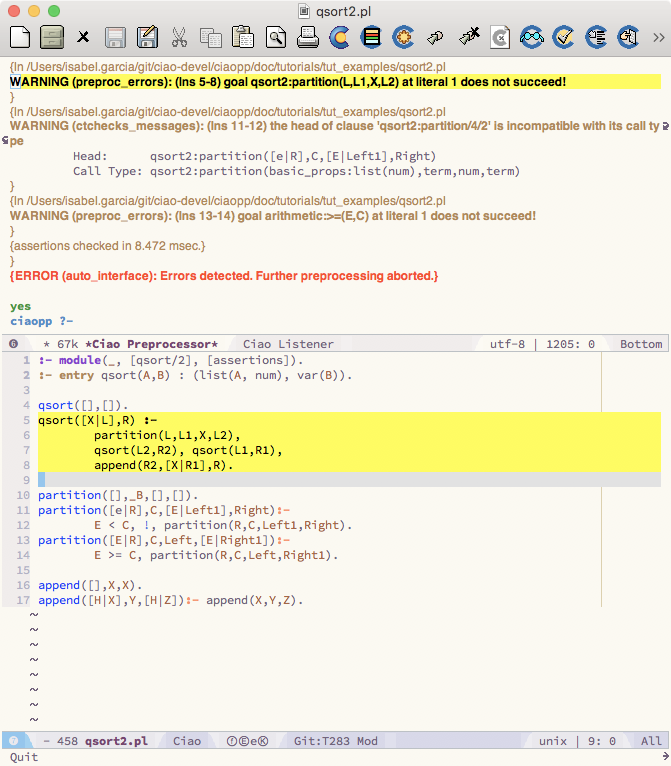 qsort2.pl
{In /Users/isabel.garcia/git/ciao-devel/ciaopp/doc/tutorials/tut_examples/qsort2.pl
WARNING (preproc_errors): (lns 5-8) goal qsort2:partition(L,L1,X,L2) at literal 1 does not succeed!
}
{In /Users/isabel.garcia/git/ciao-devel/ciaopp/doc/tutorials/tut_examples/qsort2.pl
WARNING (ctchecks_messages): (lns 11-12) the head of clause 'qsort2:partition/4/2' is incompatible with its call ty
pe
Head: qsort2:partition([e|R],C,[E|Left1],Right)
Call Type: qsort2:partition(basic_props:list(num),term,num,term)
}
{In /Users/isabel.garcia/git/ciao-devel/ciaopp/doc/tutorials/tut_examples/qsort2.pl
WARNING (preproc_errors): (lns 13-14) goal arithmetic:>=(E,C) at literal 1 does not succeed!
}
{assertions checked in 8.472 msec.}
}
{ERROR (auto_interface): Errors detected. Further preprocessing aborted.}
yes
ciaopp ?-
❻ * 67k *Ciao Preprocessor* Ciao Listener utf-8 | 1205: 0 Bottom
1 :- module(_, [qsort/2], [assertions]).
2 :- entry qsort(A,B) : (list(A, num), var(B)).
3
4 qsort([],[]).
5 qsort([X|L],R) :-
6 partition(L,L1,X,L2),
7 qsort(L2,R2), qsort(L1,R1),
8 append(R2,[X|R1],R).
9
10 partition([],_B,[],[]).
11 partition([e|R],C,[E|Left1],Right):-
12 E < C, !, partition(R,C,Left1,Right).
13 partition([E|R],C,Left,[E|Right1]):-
14 E >= C, partition(R,C,Left,Right1).
15
16 append([],X,X).
17 append([H|X],Y,[H|Z]):- append(X,Y,Z).
~
~
~
~
~
~
~
~
❷ - 458 qsort2.pl Ciao ⓕⒺeⓀ Git:T283 Mod unix | 9: 0 All
Quit